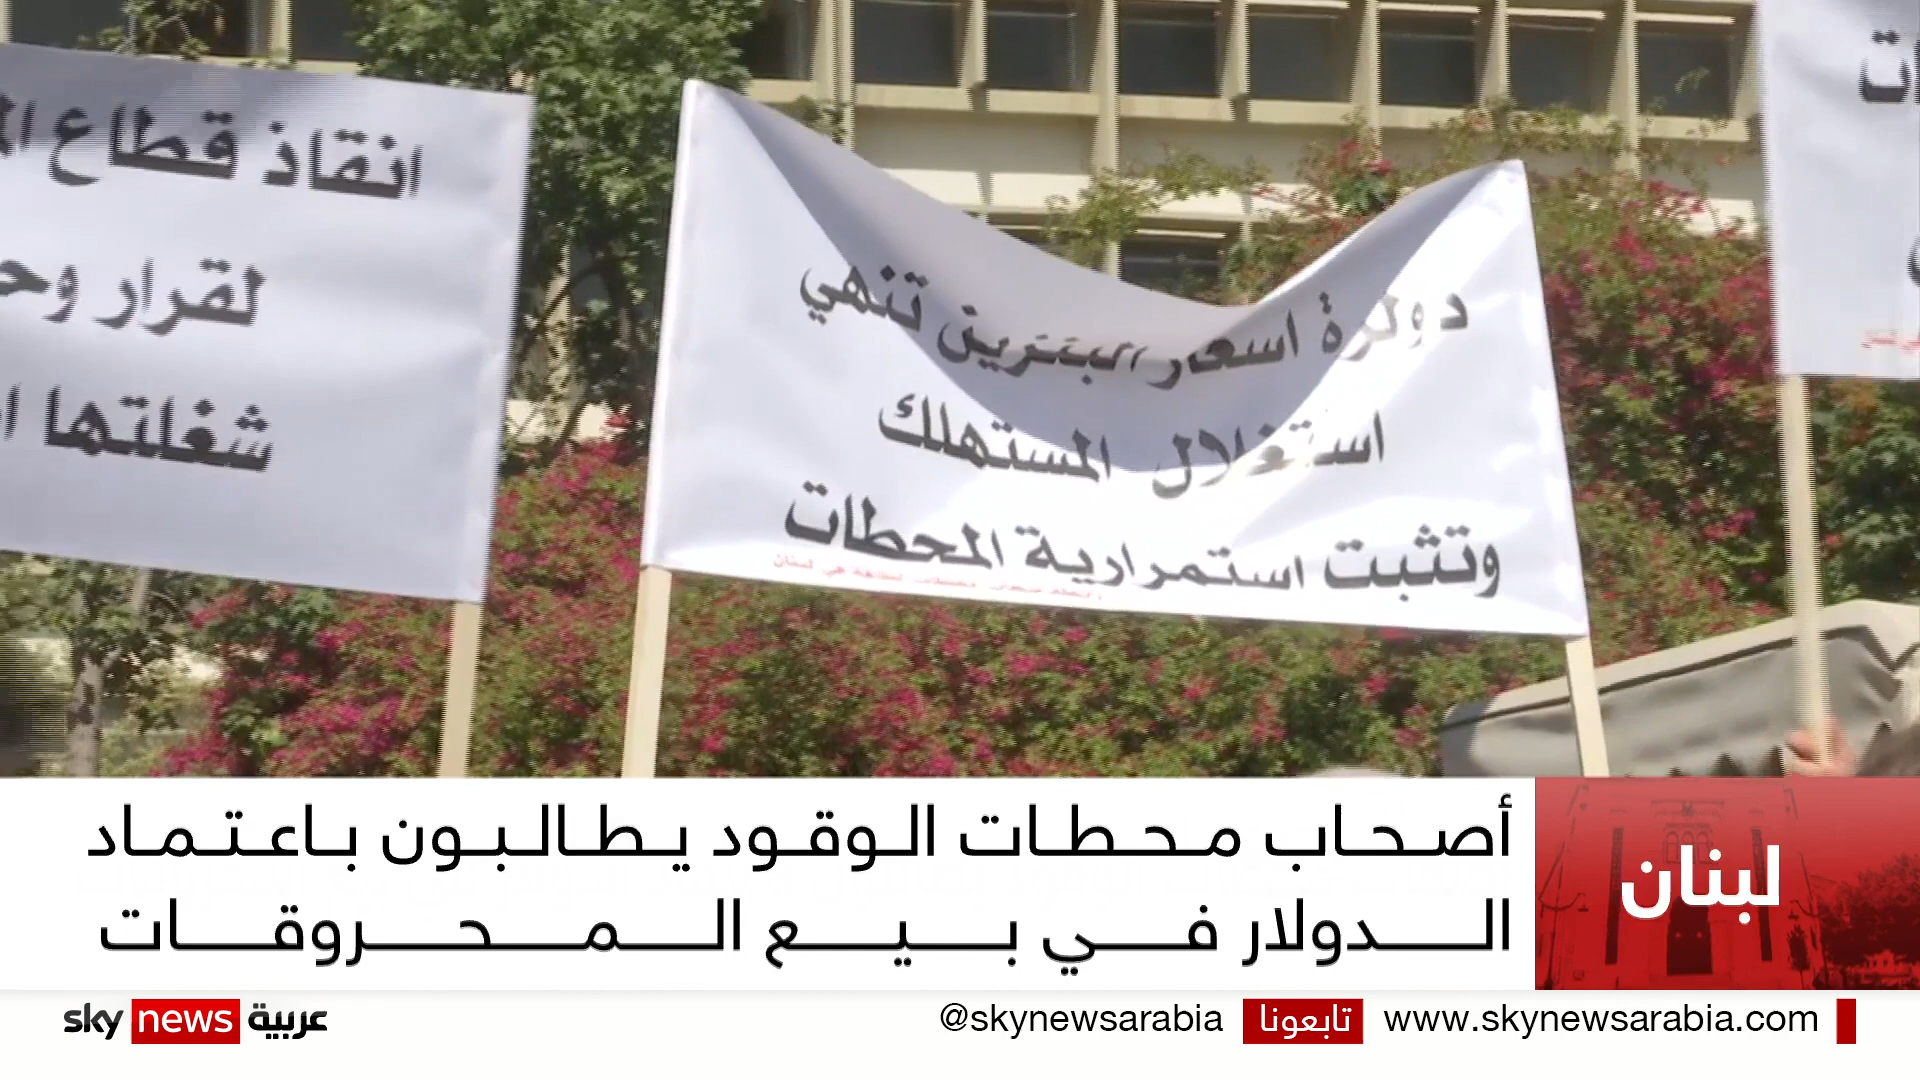 انقاذ قطاع
لقرار
شغلتها
دولرة اسعار البنزين تنهي
استغلال المستهلك
وتثبت استمرارية المحطات
ات
لبنان
أصحاب محطات الوقود يطالبون باعتماد
الدولار في بيع المحروقات
sky news عربية
@skynewsarabia تابعونا www.skynewsarabia.com